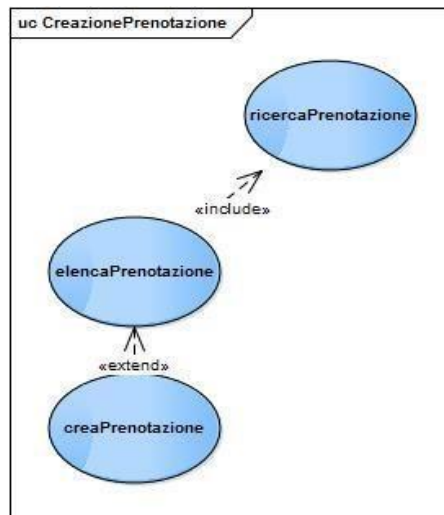 uc CreazionePrenotazione
ricercaPrenotazione
«include»
elencaPrenotazione
«extend»
creaPrenotazione